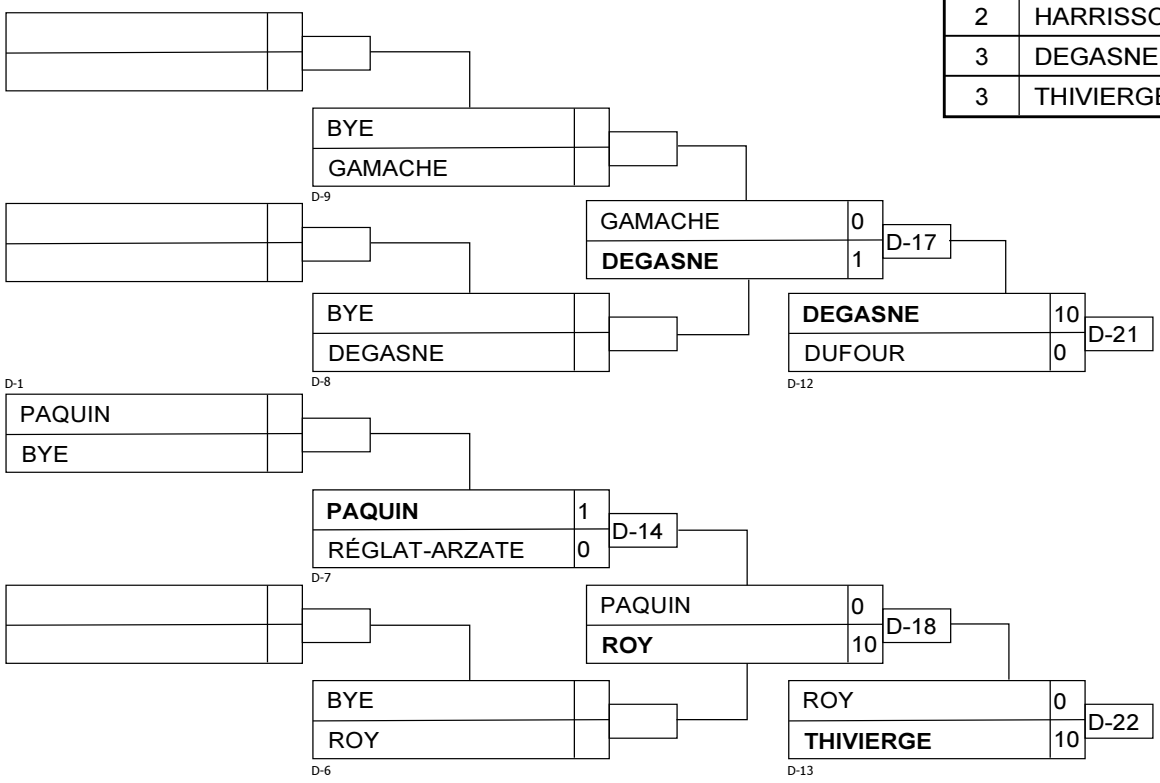 2 HARRISSO
3 DEGASNE
3 THIVIERGE
BYE
GAMACHE
D-9
GAMACHE 0
DEGASNE 1
D-17
BYE
DEGASNE
D-8
DEGASNE 10
DUFOUR 0
D-21
D-12
D-1
PAQUIN
BYE
PAQUIN 1
RÉGLAT-ARZATE 0
D-14
D-7
PAQUIN 0
ROY 10
D-18
BYE
ROY
D-6
ROY 0
THIVIERGE 10
D-22
D-13